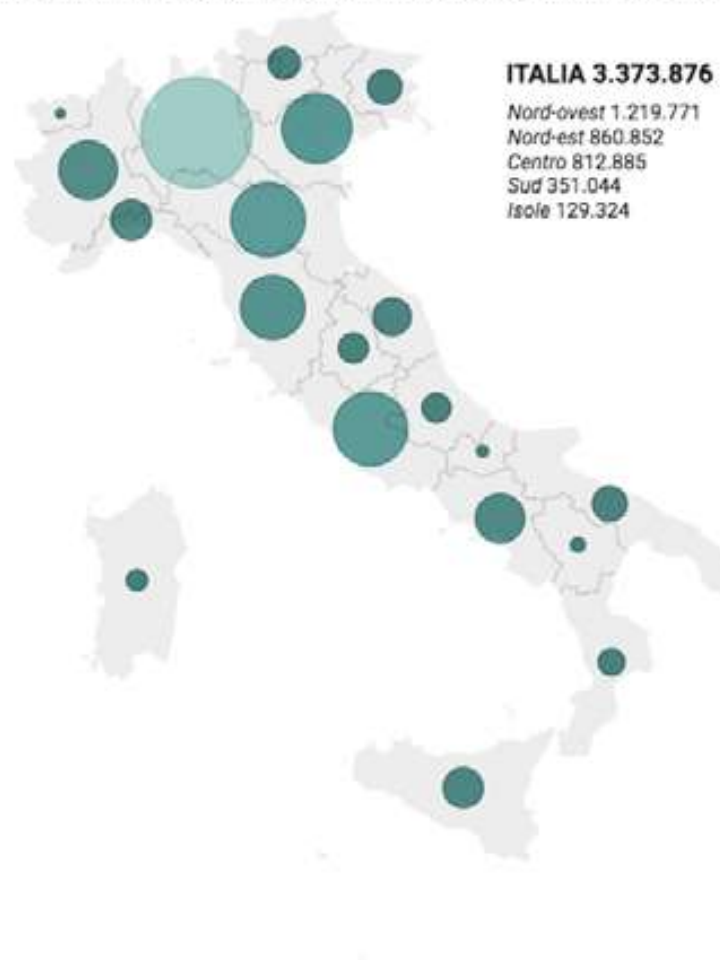 ITALIA 3.373.876
Nord-ovest 1.219.771
Nord-est 860.852
Centro 812.885
Sud 351.044
Isole 129.324